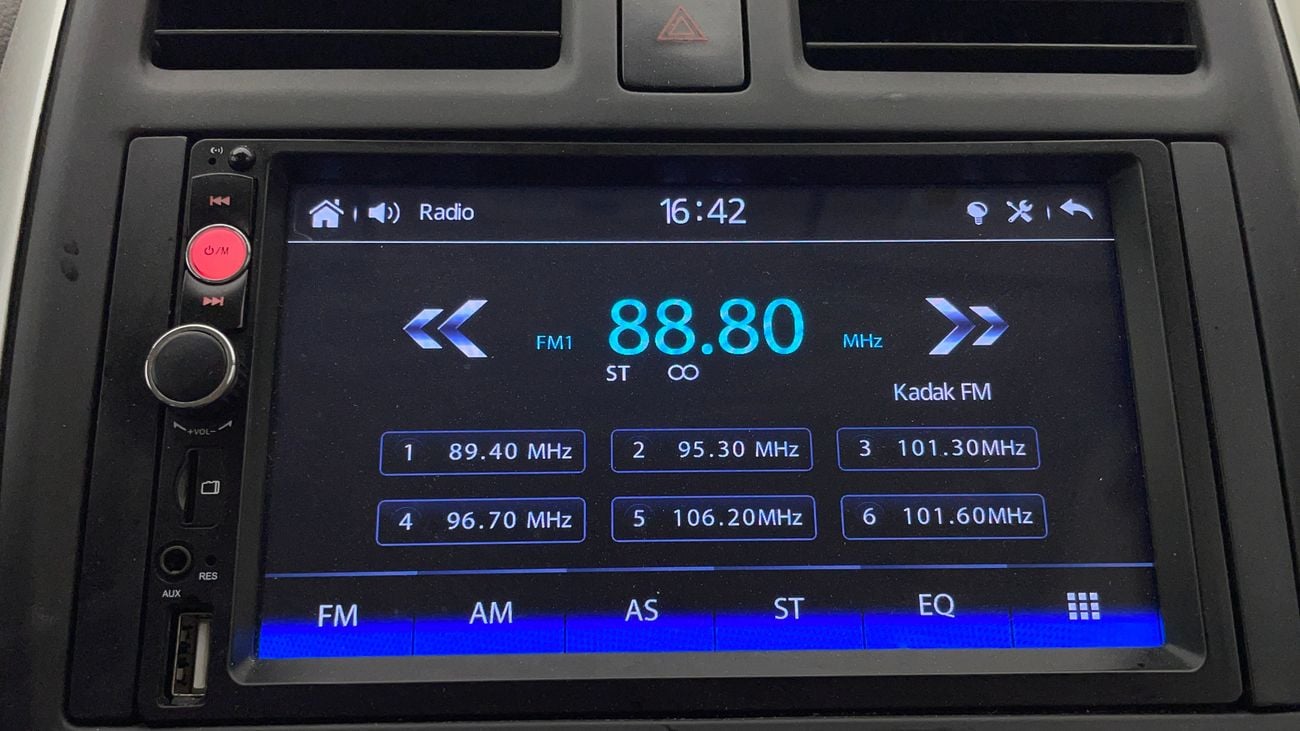 Radio 16:42
⏻/M
FM1 88.80 MHz
ST
Kadak FM
+VOL-
1 89.40 MHz 2 95.30 MHz 3 101.30MHz
4 96.70 MHz 5 106.20MHz 6 101.60MHz
RES
AUX
FM AM AS ST EQ